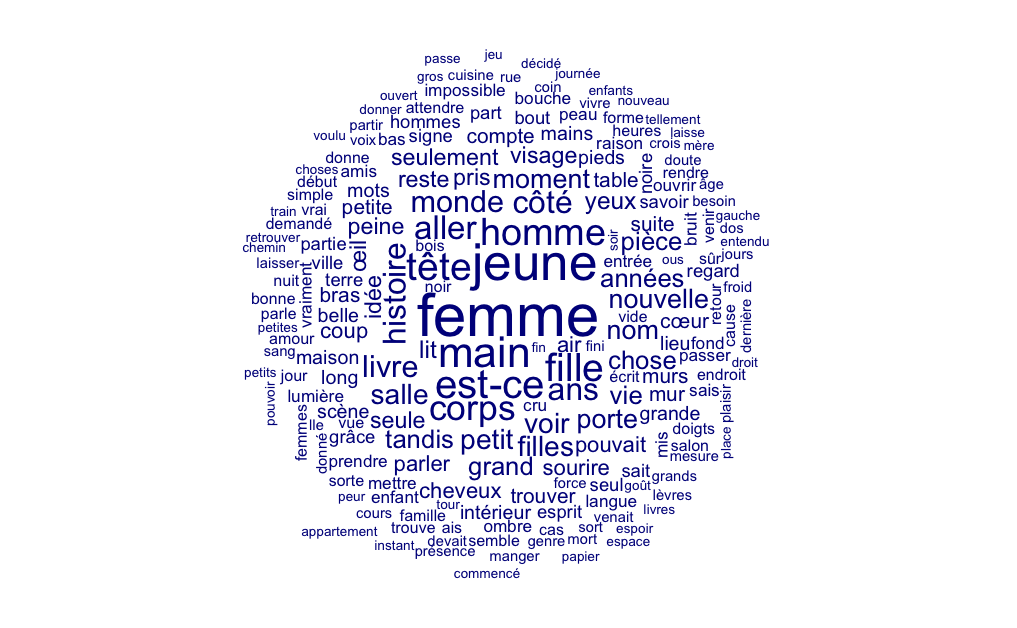 passe jeu décidé
gros cuisine rue journée
ouvert impossible coin enfants
donner attendre part bouche vivre nouveau
partir hommes bout peau forme tellement
voulu voix bas signe compte mains heures laisse
raison crois mère
donne seulement visage pieds noire doute
choses amis reste pris moment table rendre
début mots ouvrir âge
simple petite monde côté yeux savoir besoin
train vrai gauche
demandé peine aller homme soir pièce suite bruit venir dos
retrouver partie œil bois sûr entendu
chemin
laisser ville tête jeune entrée ous regard jours
nuit terre idée histoire noir années froid
bonne vraiment bras nouvelle retour
parle belle femme vide cœur cause dernière
petites coup nom
amour lit main fin air fini lieu fond
sang maison livre fille chose passer droit
petits jour long est-ce ans écrit murs endroit
pouvoir lumière salle corps cru vie mur sais plaisir
scène seule voir porte grande
femmes lle vue doigts place
donné grâce tandis petit filles pouvait mis salon
prendre parler grand sourire sait mesure
sorte mettre force seul goût grands
peur enfant cheveux trouver langue lèvres
cours famille tour intérieur esprit venait livres
appartement trouve ais ombre cas sort espoir
instant devait semble genre mort espace
présence manger papier
commencé